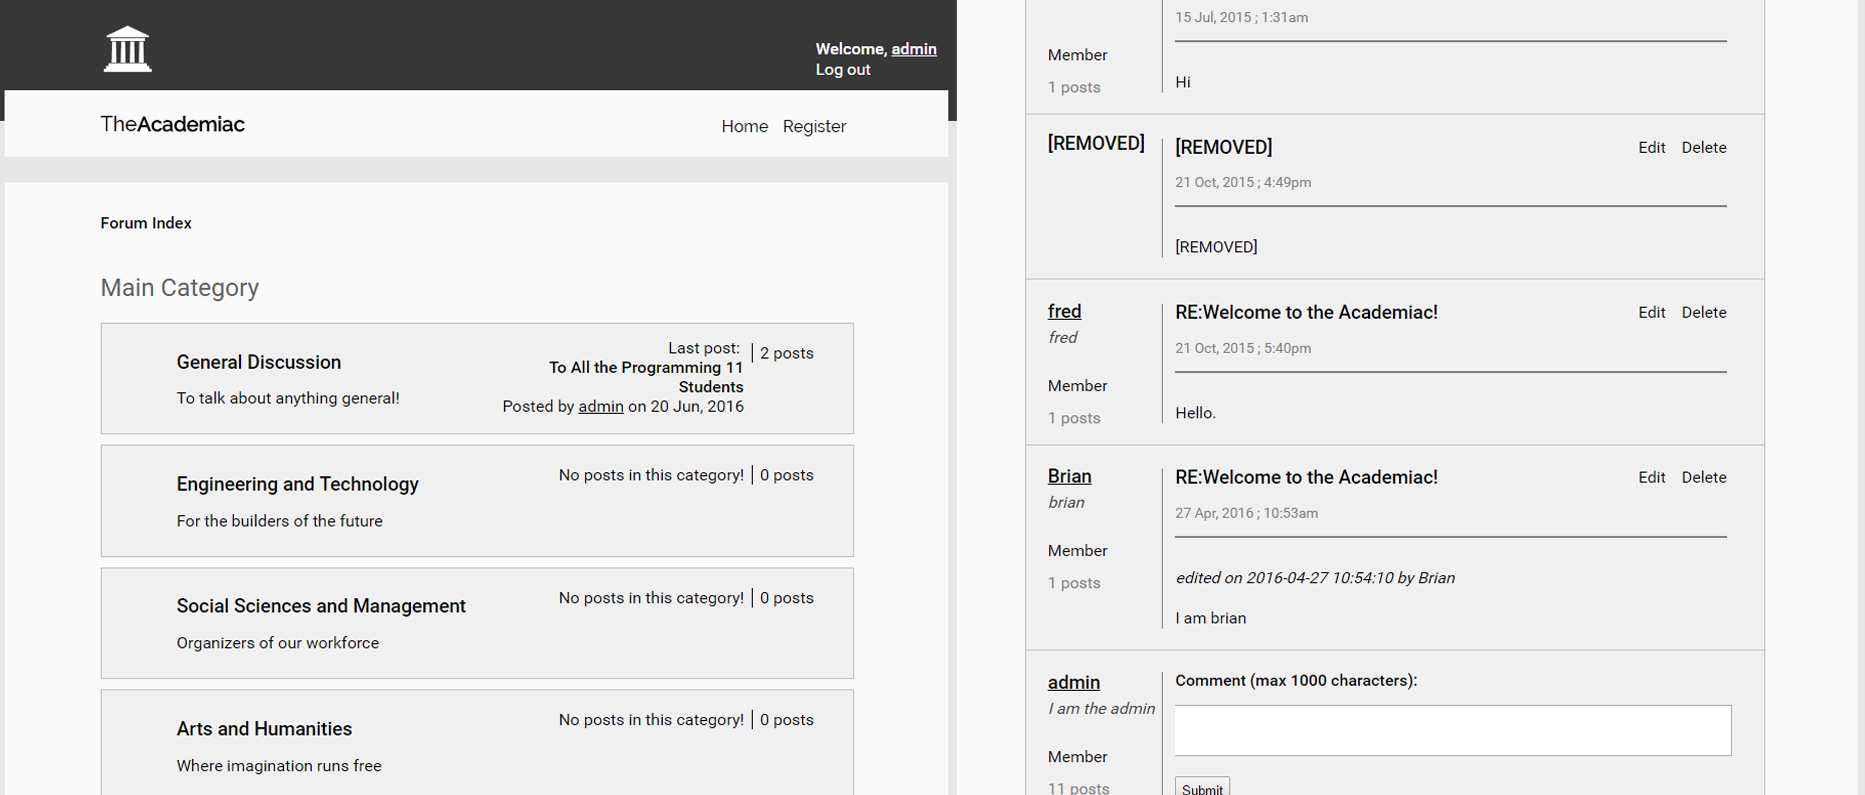 Welcome, admin
Log out
TheAcademiac
Home Register
Forum Index
Main Category
General Discussion
To talk about anything general!
Last post:
To All the Programming 11
Students
Posted by admin on 20 Jun, 2016
2 posts
Engineering and Technology
For the builders of the future
No posts in this category! 0 posts
Social Sciences and Management
Organizers of our workforce
No posts in this category! 0 posts
Arts and Humanities
Where imagination runs free
No posts in this category! 0 posts
15 Jul, 2015 ; 1:31am
Member
1 posts
Hi
[REMOVED]
[REMOVED]
Edit Delete
21 Oct, 2015 ; 4:49pm
[REMOVED]
fred
fred
Member
1 posts
RE:Welcome to the Academiac!
Edit Delete
21 Oct, 2015 ; 5:40pm
Hello.
Brian
brian
Member
1 posts
RE:Welcome to the Academiac!
Edit Delete
27 Apr, 2016 ; 10:53am
edited on 2016-04-27 10:54:10 by Brian
I am brian
admin
I am the admin
Member
11 posts
Comment (max 1000 characters):
Submit